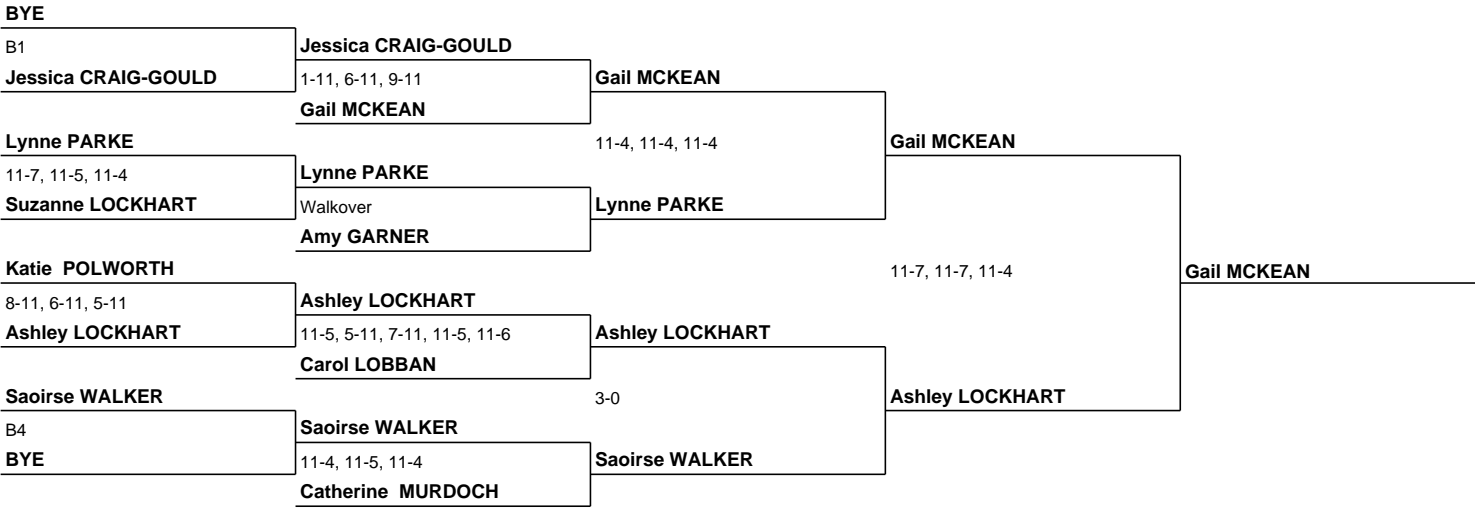 BYE
B1
Jessica CRAIG-GOULD
Lynne PARKE
11-7, 11-5, 11-4
Suzanne LOCKHART
Katie  POLWORTH
8-11, 6-11, 5-11
Ashley LOCKHART
Saoirse WALKER
B4
BYE
Jessica CRAIG-GOULD
1-11, 6-11, 9-11
Gail MCKEAN
Lynne PARKE
Walkover
Amy GARNER
Ashley LOCKHART
11-5, 5-11, 7-11, 11-5, 11-6
Carol LOBBAN
Saoirse WALKER
11-4, 11-5, 11-4
Catherine  MURDOCH
Gail MCKEAN
11-4, 11-4, 11-4
Lynne PARKE
Ashley LOCKHART
3-0
Saoirse WALKER
Gail MCKEAN
11-7, 11-7, 11-4
Ashley LOCKHART
Gail MCKEAN